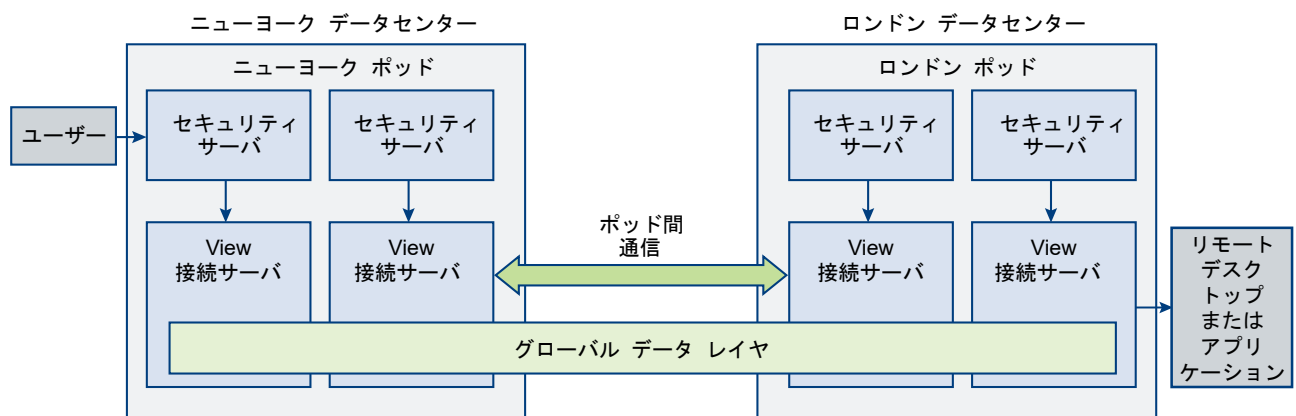 ニューヨーク データセンター
ロンドン データセンター
ニューヨーク ポッド
ロンドン ポッド
ユーザー
セキュリティ
サーバ
セキュリティ
サーバ
セキュリティ
サーバ
セキュリティ
サーバ
View
接続サーバ
View
接続サーバ
ポッド間
通信
View
接続サーバ
View
接続サーバ
リモート
デスク
トップ
または
アプリ
ケーション
グローバル データ レイヤ